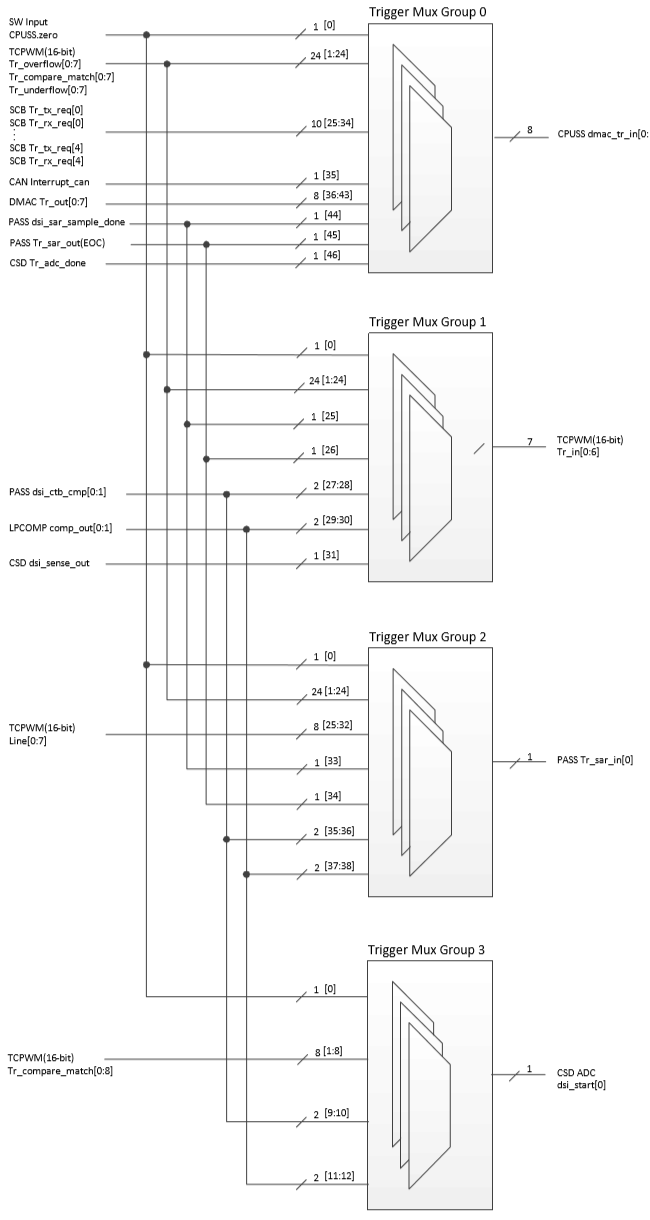 Trigger Mux Group 0
SW Input
CPUSS.zero
1 [0]
TCPWM(16-bit)
Tr_overflow[0:7]
Tr_compare_match[0:7]
Tr_underflow[0:7]
24 [1:24]
SCB Tr_tx_req[0]
SCB Tr_rx_req[0]
SCB Tr_tx_req[4]
SCB Tr_rx_req[4]
10 [25:34]
8
CPUSS dmac_tr_in[0:
CAN Interrupt_can
1 [35]
DMAC Tr_out[0:7]
8 [36:43]
PASS dsi_sar_sample_done
1 [44]
PASS Tr_sar_out(EOC)
1 [45]
CSD Tr_adc_done
1 [46]
Trigger Mux Group 1
1 [0]
24 [1:24]
1 [25]
1 [26]
7
TCPWM(16-bit)
Tr_in[0:6]
PASS dsi_ctb_cmp[0:1]
2 [27:28]
LPCOMP comp_out[0:1]
2 [29:30]
CSD dsi_sense_out
1 [31]
Trigger Mux Group 2
1 [0]
24 [1:24]
TCPWM(16-bit)
Line[0:7]
8 [25:32]
1 [33]
1
PASS Tr_sar_in[0]
1 [34]
2 [35:36]
2 [37:38]
Trigger Mux Group 3
1 [0]
TCPWM(16-bit)
Tr_compare_match[0:8]
8 [1:8]
1
CSD ADC
dsi_start[0]
2 [9:10]
2 [11:12]